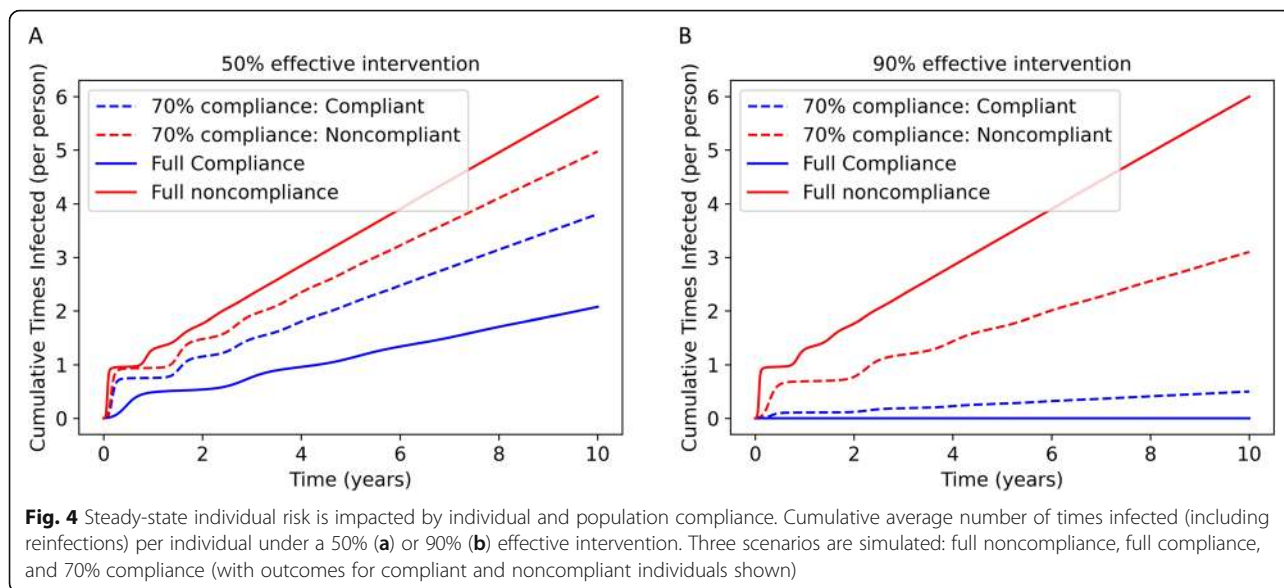 A
50% effective intervention
Cumulative Times Infected (per person)
6
5
4
3
2
1
0
70% compliance: Compliant
70% compliance: Noncompliant
Full Compliance
Full noncompliance
0 2 4 6 8 10
Time (years)
B
90% effective intervention
Cumulative Times Infected (per person)
6
5
4
3
2
1
0
70% compliance: Compliant
70% compliance: Noncompliant
Full Compliance
Full noncompliance
0 2 4 6 8 10
Time (years)
Fig. 4 Steady-state individual risk is impacted by individual and population compliance. Cumulative average number of times infected (including
reinfections) per individual under a 50% (a) or 90% (b) effective intervention. Three scenarios are simulated: full noncompliance, full compliance,
and 70% compliance (with outcomes for compliant and noncompliant individuals shown)